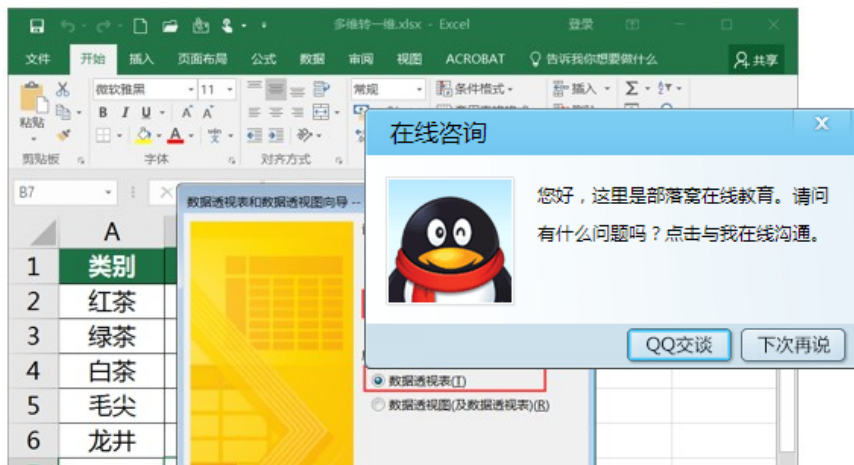 多维转一维.xlsx - Excel
登录
文件 开始 插入 页面布局 公式 数据 审阅 视图 ACROBAT 告诉我你想要做什么 共享
微软雅黑 11 常规 条件格式 插入
粘贴 B I U
剪贴板 字体 对齐方式
B7
在线咨询
您好，这里是部落窝在线教育。请问
有什么问题吗？点击与我在线沟通。
QQ交谈 下次再说
数据透视表和数据透视图向导 --
数据透视表(T)
数据透视图(及数据透视表)(R)
A
1 类别
2 红茶
3 绿茶
4 白茶
5 毛尖
6 龙井